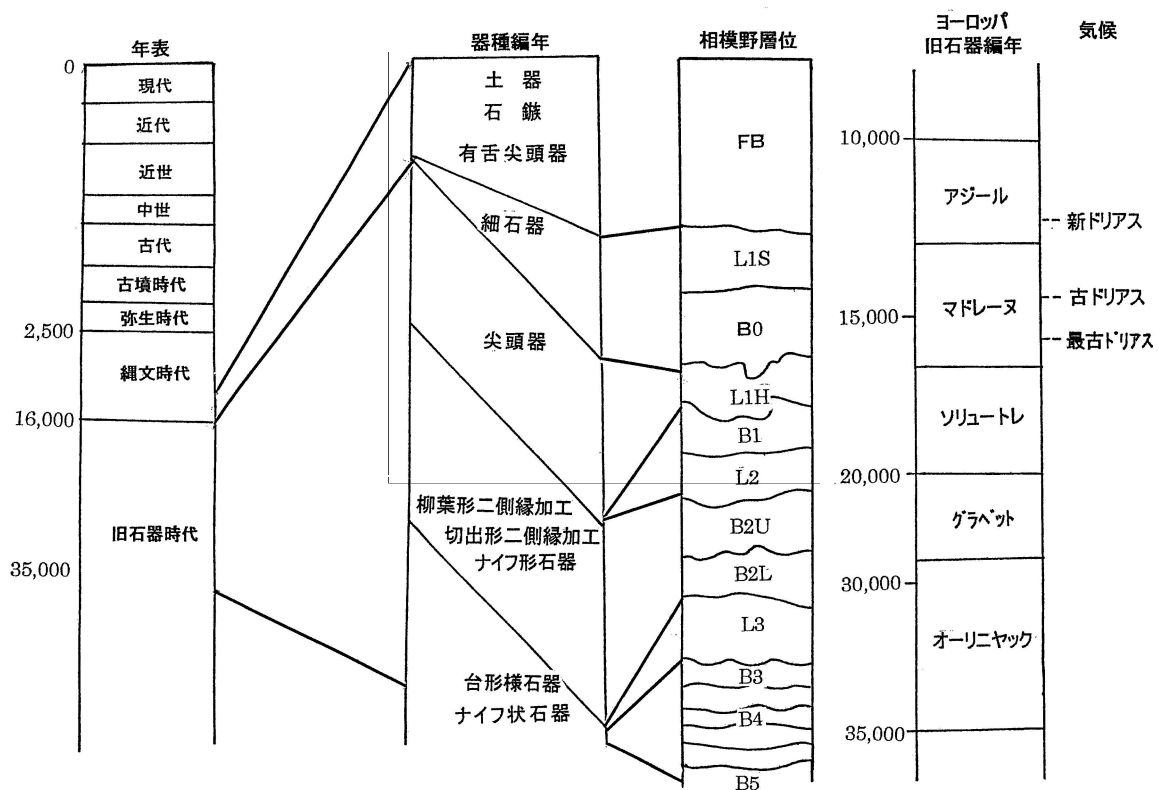 年表
0
現代
近代
近世
中世
古代
古墳時代
弥生時代
2,500
縄文時代
16,000
旧石器時代
35,000
器種編年
土 器
石 鏃
有舌尖頭器
細石器
尖頭器
柳葉形二側縁加工
切出形二側縁加工
ナイフ形石器
台形様石器
ナイフ状石器
相模野層位
FB
L1S
B0
L1H
B1
L2
B2U
B2L
L3
B3
B4
B5
ヨーロッパ
旧石器編年
10,000
アジール
マドレーヌ
15,000
ソリュートレ
20,000
グラベット
30,000
オーリニヤック
35,000
気候
新ドリアス
古ドリアス
最古ドリアス